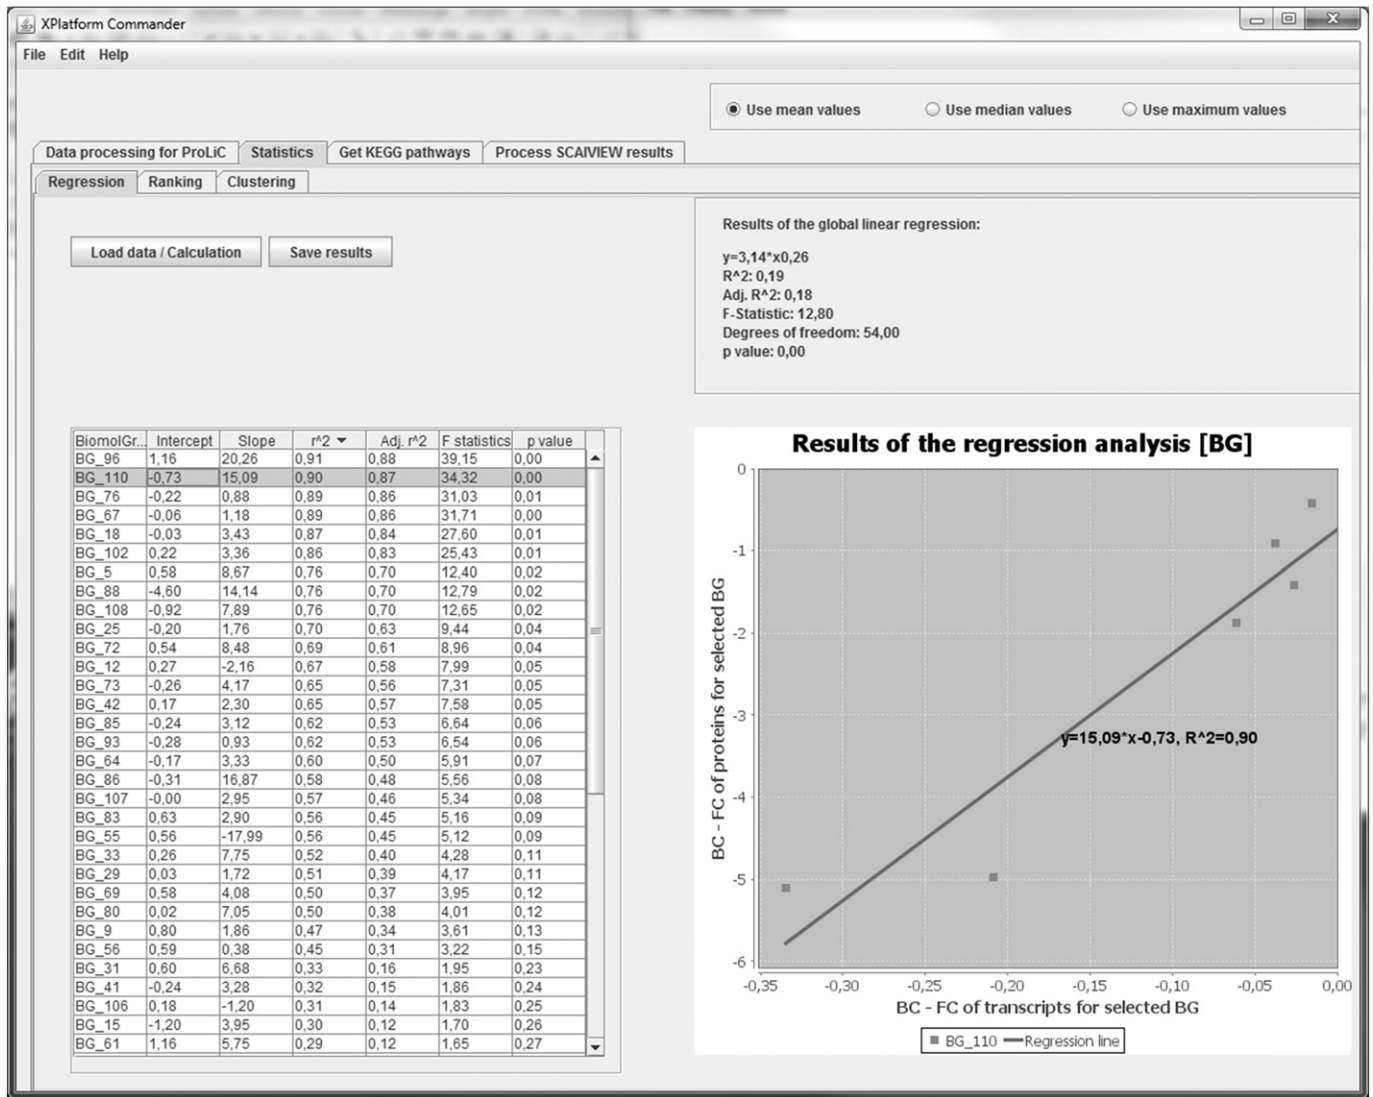 XPlatform Commander
File Edit Help
Use mean values Use median values Use maximum values
Data processing for ProLiC Statistics Get KEGG pathways Process SCAIVIEW results
Regression Ranking Clustering
Load data / Calculation Save results
Results of the global linear regression:
y=3,14*x0,26
R^2: 0,19
Adj. R^2: 0,18
F-Statistic: 12,80
Degrees of freedom: 54,00
p value: 0,00
BiomolGr... Intercept Slope r^2 Adj. r^2 F statistics p value
BG_96 1,16 20,26 0,91 0,88 39,15 0,00
BG_110 -0,73 15,09 0,90 0,87 34,32 0,00
BG_76 -0,22 0,88 0,89 0,86 31,03 0,01
BG_67 -0,06 1,18 0,89 0,86 31,71 0,00
BG_18 -0,03 3,43 0,87 0,84 27,60 0,01
BG_102 0,22 3,36 0,86 0,83 25,43 0,01
BG_5 0,58 8,67 0,76 0,70 12,40 0,02
BG_88 -4,60 14,14 0,76 0,70 12,79 0,02
BG_108 -0,92 7,89 0,76 0,70 12,65 0,02
BG_25 -0,20 1,76 0,70 0,63 9,44 0,04
BG_72 0,54 8,48 0,69 0,61 8,96 0,04
BG_12 0,27 -2,16 0,67 0,58 7,99 0,05
BG_73 -0,26 4,17 0,65 0,56 7,31 0,05
BG_42 0,17 2,30 0,65 0,57 7,58 0,05
BG_85 -0,24 3,12 0,62 0,53 6,64 0,06
BG_93 -0,28 0,93 0,62 0,53 6,54 0,06
BG_64 -0,17 3,33 0,60 0,50 5,91 0,07
BG_86 -0,31 16,87 0,58 0,48 5,56 0,08
BG_107 -0,00 2,95 0,57 0,46 5,34 0,08
BG_83 0,63 2,90 0,56 0,45 5,16 0,09
BG_55 0,56 -17,99 0,56 0,45 5,12 0,09
BG_33 0,26 7,75 0,52 0,40 4,28 0,11
BG_29 0,03 1,72 0,51 0,39 4,17 0,11
BG_69 0,58 4,08 0,50 0,37 3,95 0,12
BG_80 0,02 7,05 0,50 0,38 4,01 0,12
BG_9 0,80 1,86 0,47 0,34 3,61 0,13
BG_56 0,59 0,38 0,45 0,31 3,22 0,15
BG_31 0,60 6,68 0,33 0,16 1,95 0,23
BG_41 -0,24 3,28 0,32 0,15 1,86 0,24
BG_106 0,18 -1,20 0,31 0,14 1,83 0,25
BG_15 -1,20 3,95 0,30 0,12 1,70 0,26
BG_61 1,16 5,75 0,29 0,12 1,65 0,27
Results of the regression analysis [BG]
BC - FC of proteins for selected BG
0
-1
-2
-3
-4
-5
-6
y=15,09*x-0,73, R^2=0,90
-0,35 -0,30 -0,25 -0,20 -0,15 -0,10 -0,05 0,00
BC - FC of transcripts for selected BG
BG_110 Regression line